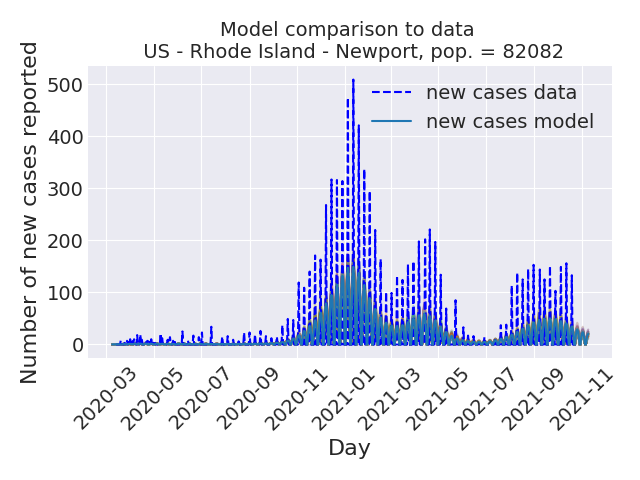 Model comparison to data
US - Rhode Island - Newport, pop. = 82082
Number of new cases reported
500
400
300
200
100
0
new cases data
new cases model
2020-03
2020-05
2020-07
2020-09
2020-11
2021-01
2021-03
2021-05
2021-07
2021-09
2021-11
Day